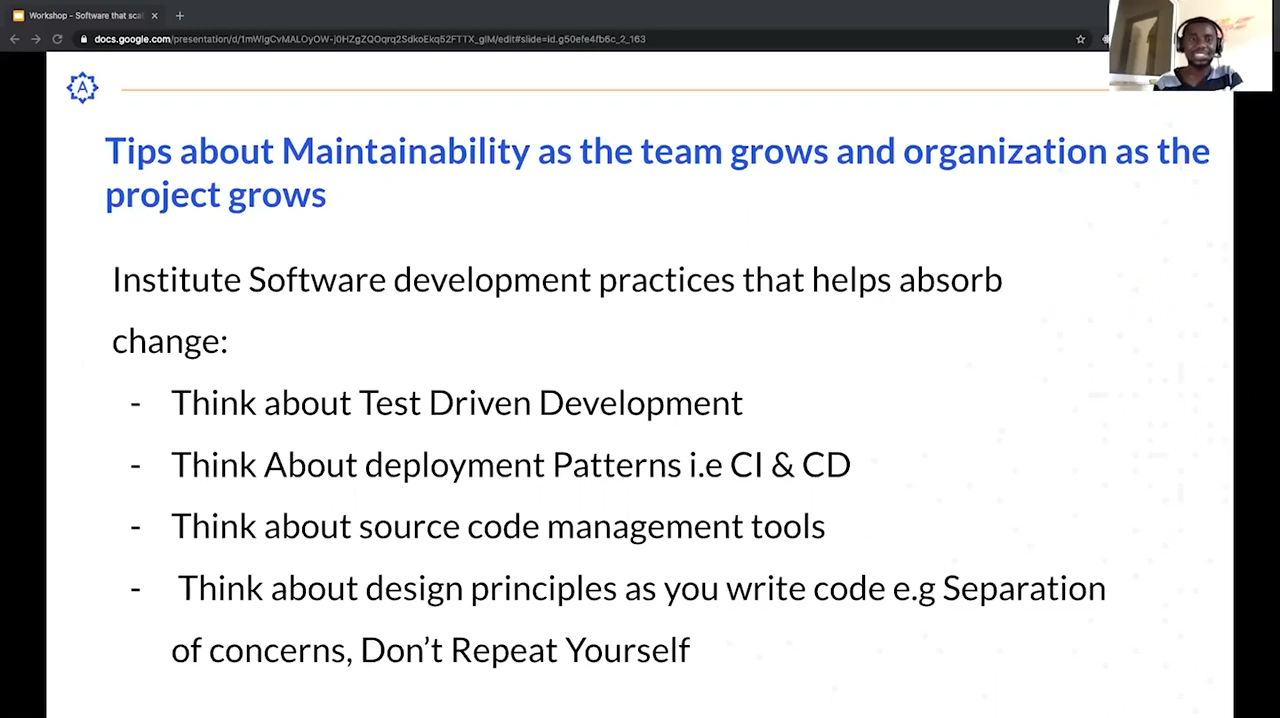 Workshop - Software that scal
docs.google.com/presentation/d/1mWIgCvMALOyOW-j0HZgZQOqrq2SdkoEkq52FTTX_glM/edit#slide=id.g50efe4fb6c_2_163
A
Tips about Maintainability as the team grows and organization as the
project grows
Institute Software development practices that helps absorb
change:
- Think about Test Driven Development
- Think About deployment Patterns i.e CI & CD
- Think about source code management tools
- Think about design principles as you write code e.g Separation
of concerns, Don't Repeat Yourself